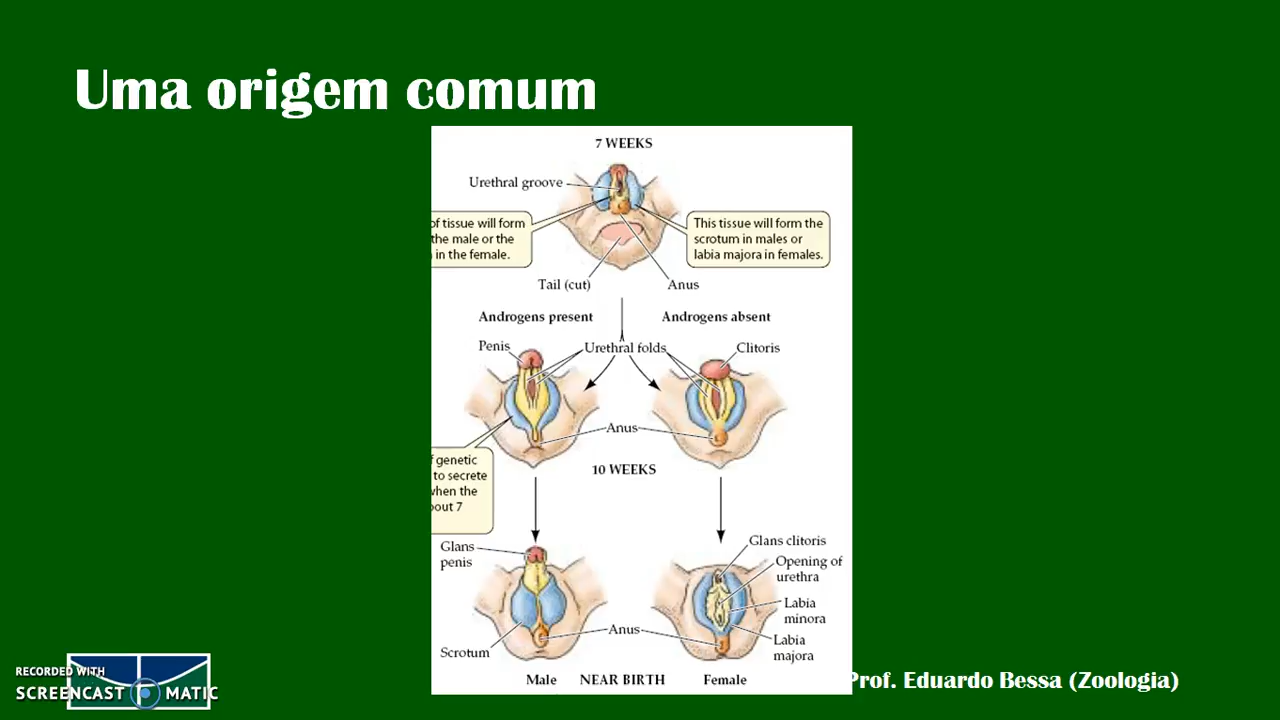 Uma origem comum
7 WEEKS
Urethral groove
of tissue will form
the male or the
in the female.
This tissue will form the
scrotum in males or
labia majora in females.
Tail (cut)
Anus
Androgens present
Androgens absent
Penis
Urethral folds
Clitoris
Anus
10 WEEKS
f genetic
to secrete
when the
bout 7
Glans
penis
Glans clitoris
Opening of
urethra
Labia
minora
Labia
majora
Anus
Scrotum
Male
NEAR BIRTH
Female
RECORDED WITH
SCREENCAST MATIC
Prof. Eduardo Bessa (Zoologia)